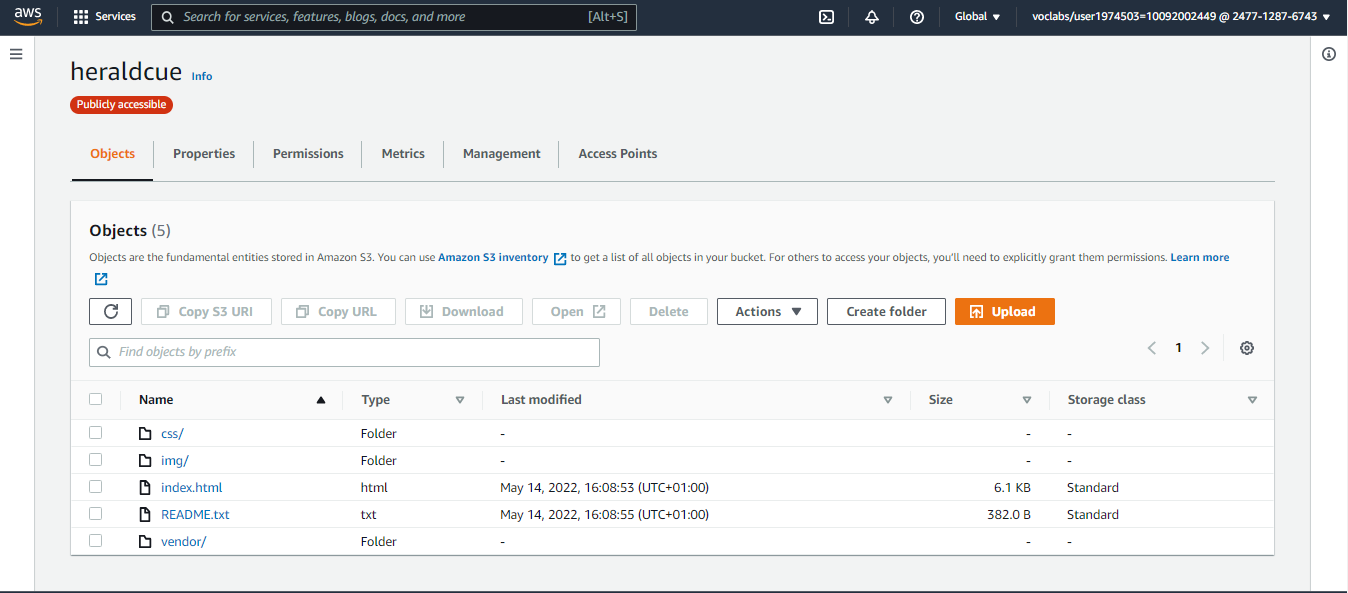 aws Services Search for services, features, blogs, docs, and more [Alt+S] Global voclabs/user1974503=10092002449 @ 2477-1287-6743
heraldcue Info
Publicly accessible
Objects Properties Permissions Metrics Management Access Points
Objects (5)
Objects are the fundamental entities stored in Amazon S3. You can use Amazon S3 inventory to get a list of all objects in your bucket. For others to access your objects, you'll need to explicitly grant them permissions. Learn more
Copy S3 URI Copy URL Download Open Delete Actions Create folder Upload
Find objects by prefix 1
Name Type Last modified Size Storage class
css/ Folder - - -
img/ Folder - - -
index.html html May 14, 2022, 16:08:53 (UTC+01:00) 6.1 KB Standard
README.txt txt May 14, 2022, 16:08:55 (UTC+01:00) 382.0 B Standard
vendor/ Folder - - -